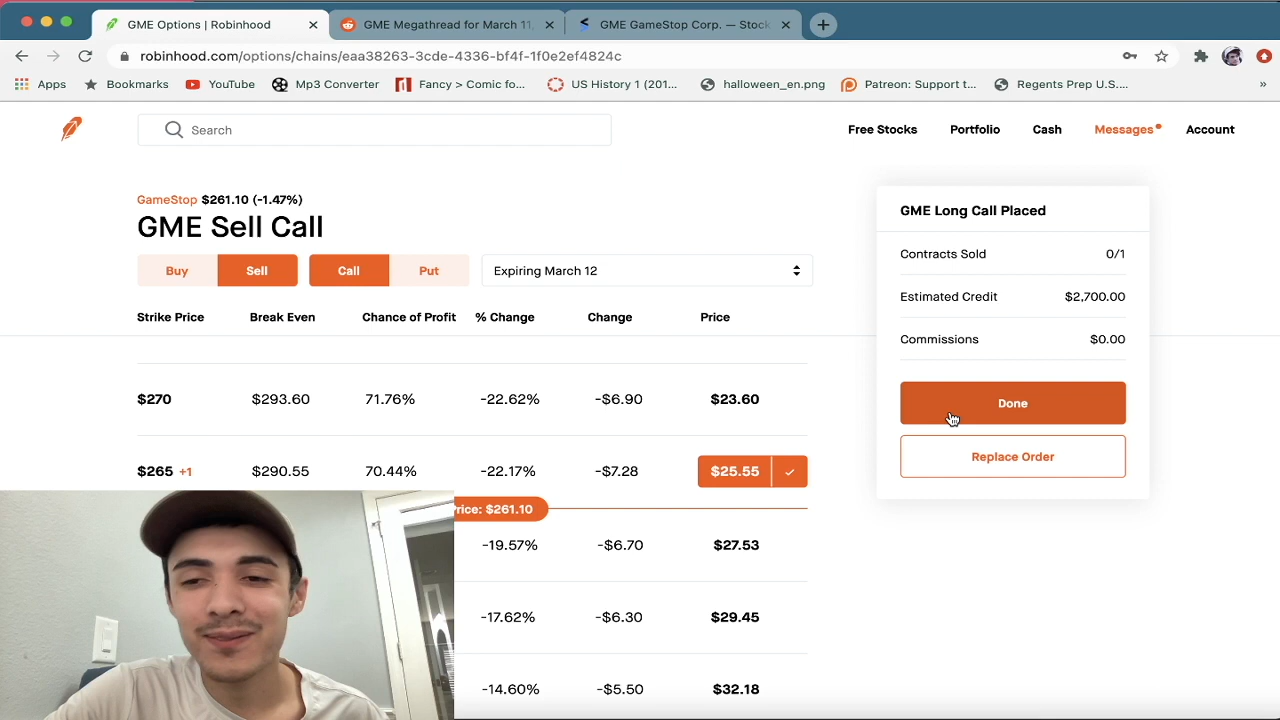 GME Options | Robinhood
GME Megathread for March 11,
GME GameStop Corp. — Stock
robinhood.com/options/chains/eaa38263-3cde-4336-bf4f-1f0e2ef4824c
Apps Bookmarks YouTube Mp3 Converter Fancy > Comic fo... US History 1 (201... halloween_en.png Patreon: Support t... Regents Prep U.S....
Search
Free Stocks Portfolio Cash Messages Account
GameStop $261.10 (-1.47%)
GME Sell Call
Buy Sell Call Put Expiring March 12
Strike Price Break Even Chance of Profit % Change Change Price
$270 $293.60 71.76% -22.62% -$6.90 $23.60
$265 +1 $290.55 70.44% -22.17% -$7.28 $25.55
Price: $261.10
-19.57% -$6.70 $27.53
-17.62% -$6.30 $29.45
-14.60% -$5.50 $32.18
GME Long Call Placed
Contracts Sold 0/1
Estimated Credit $2,700.00
Commissions $0.00
Done
Replace Order